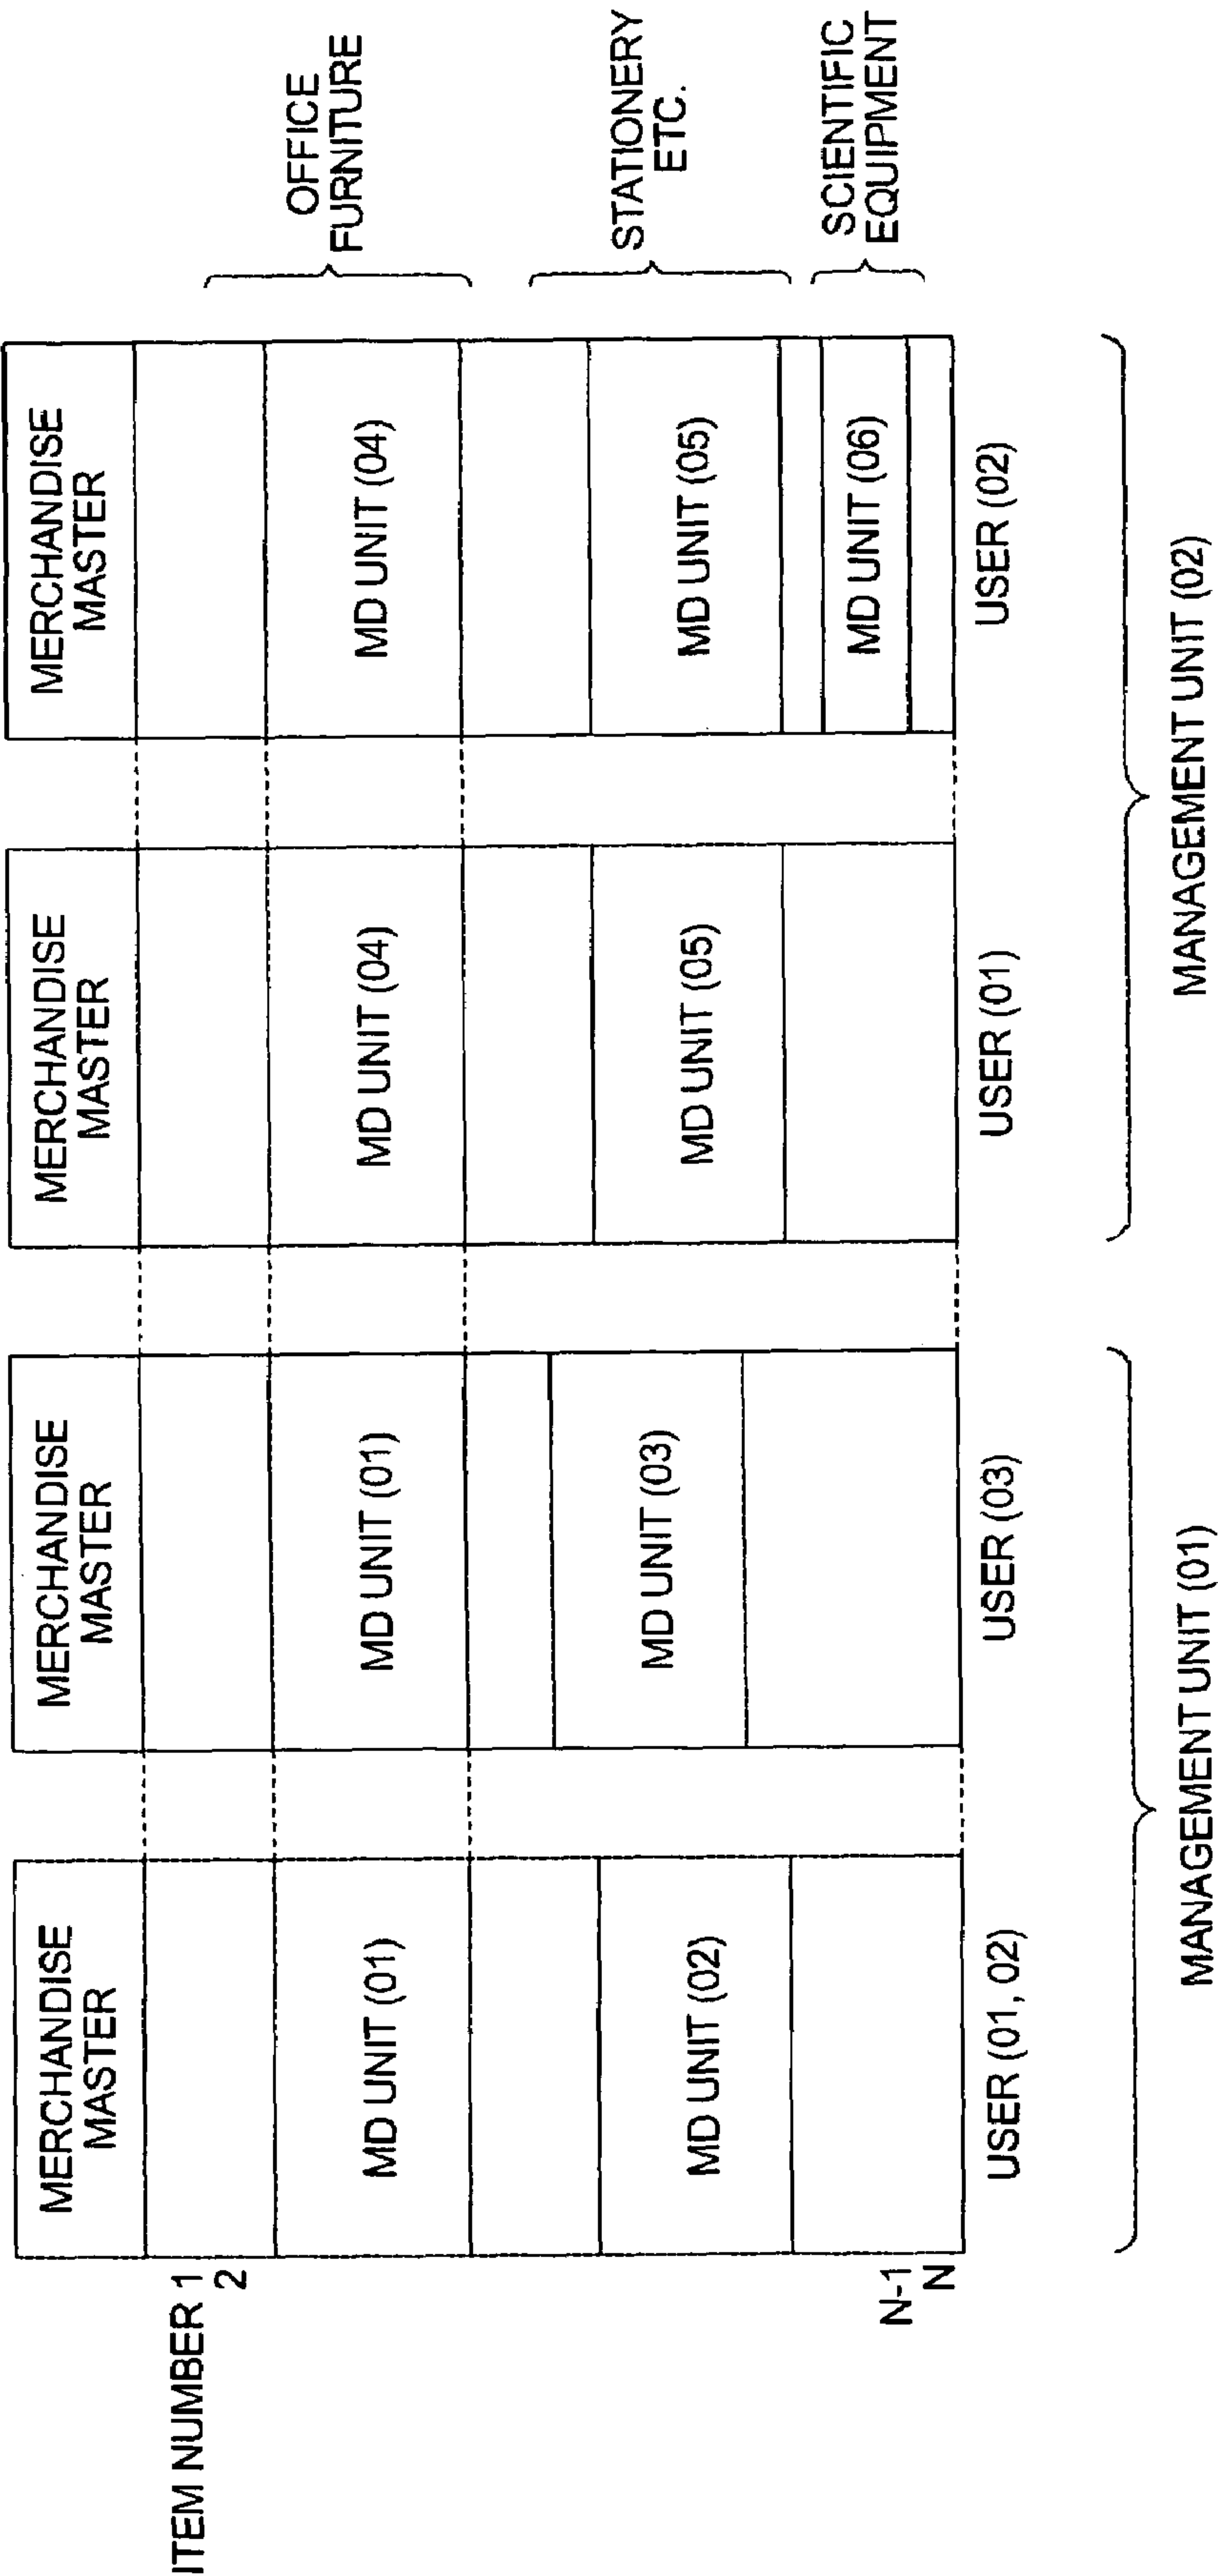 MERCHANDISE
MASTER
MERCHANDISE
MASTER
MERCHANDISE
MASTER
MERCHANDISE
MASTER
ITEM NUMBER 1
2
OFFICE
FURNITURE
MD UNIT (01)
MD UNIT (01)
MD UNIT (04)
MD UNIT (04)
STATIONERY
ETC.
MD UNIT (02)
MD UNIT (03)
MD UNIT (05)
MD UNIT (05)
SCIENTIFIC
EQUIPMENT
MD UNIT (06)
N-1
N
USER (01, 02)
USER (03)
USER (01)
USER (02)
MANAGEMENT UNIT (01)
MANAGEMENT UNIT (02)